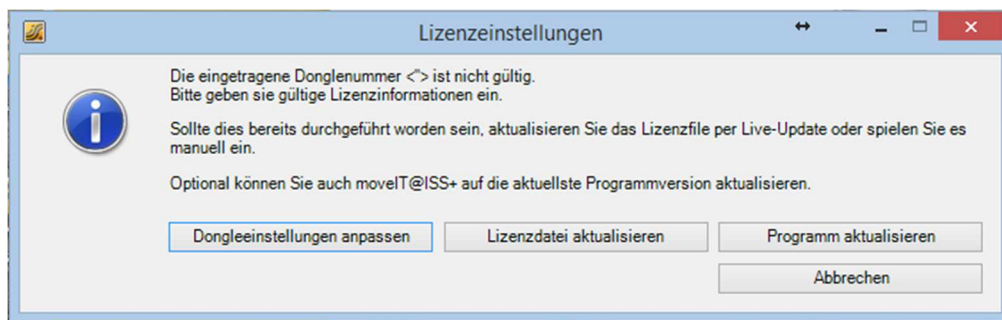 Lizenzeinstellungen
Die eingetragene Donglenummer <''> ist nicht gültig.
Bitte geben sie gültige Lizenzinformationen ein.
Sollte dies bereits durchgeführt worden sein, aktualisieren Sie das Lizenzfile per Live-Update oder spielen Sie es
manuell ein.
Optional können Sie auch moveIT@ISS+ auf die aktuellste Programmversion aktualisieren.
Dongleeinstellungen anpassen
Lizenzdatei aktualisieren
Programm aktualisieren
Abbrechen